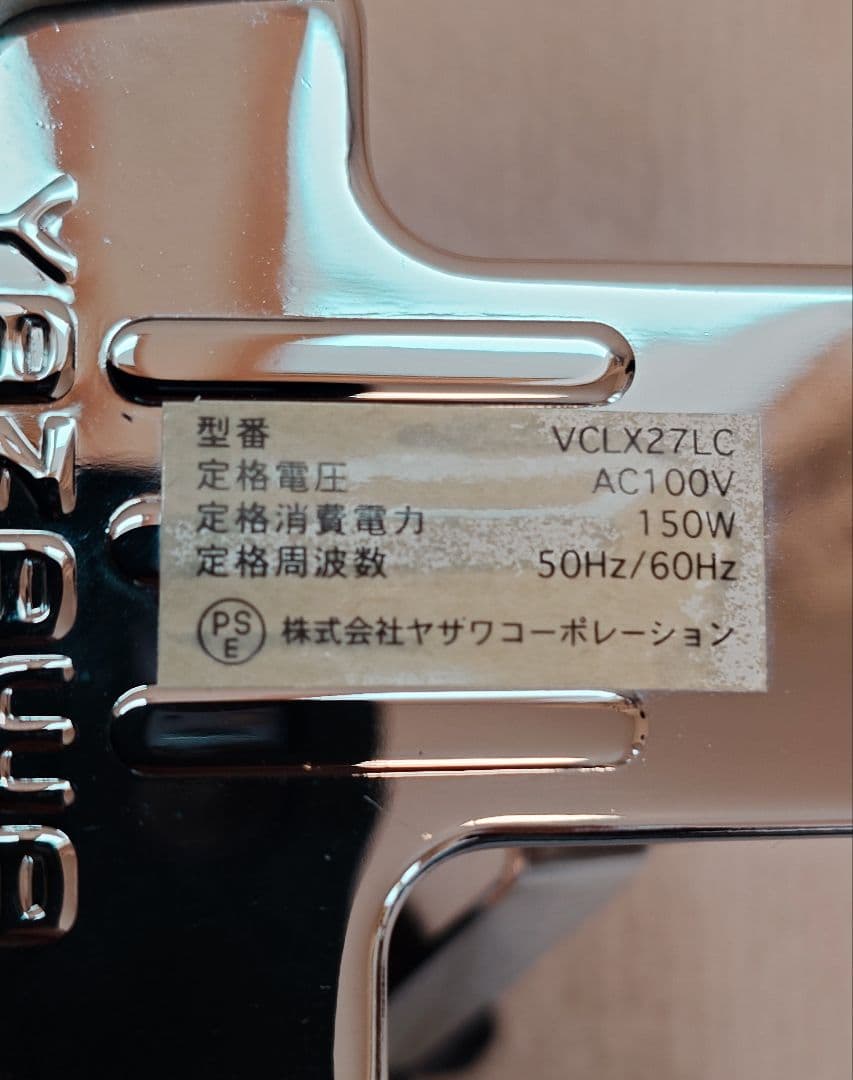 型番 VCLX27LC
定格電圧 AC100V
定格消費電力 150W
定格周波数 50Hz/60Hz
PS
E 株式会社ヤザワコーポレーション